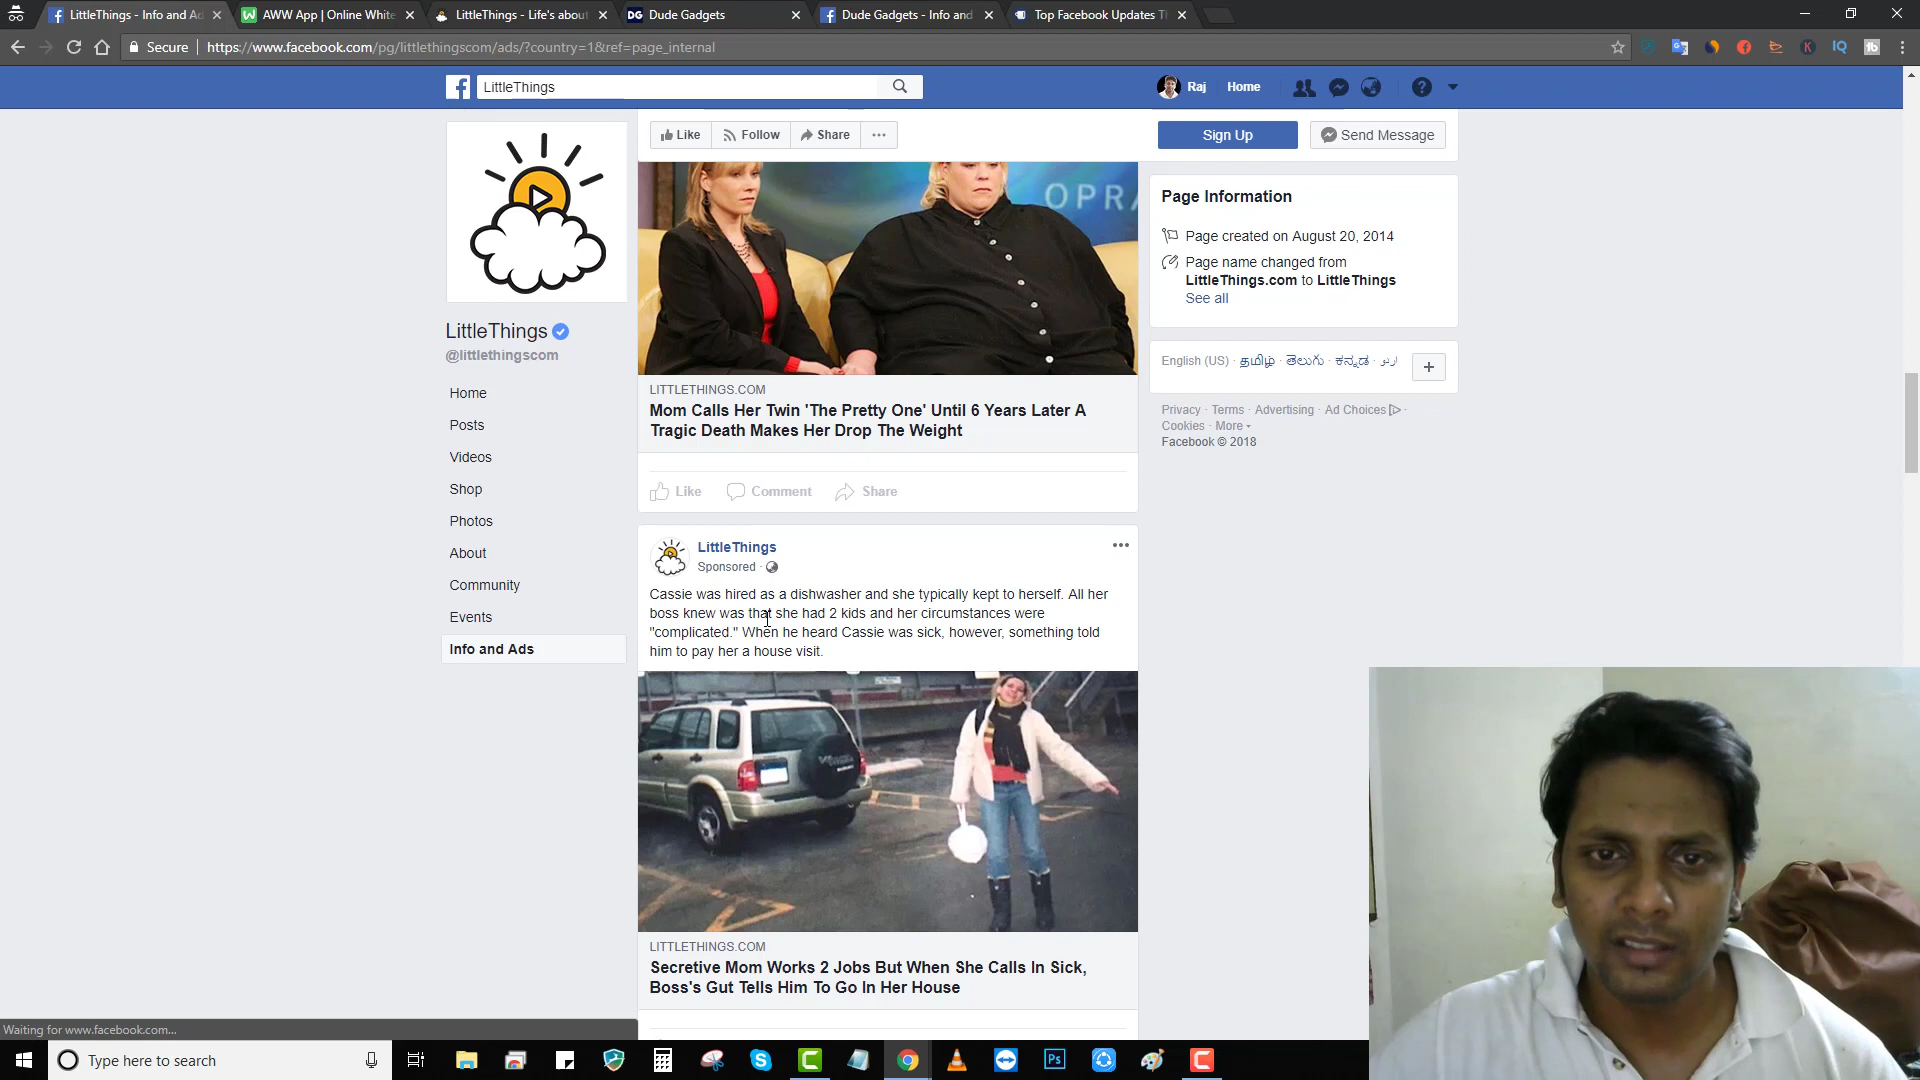 LittleThings - Info and Ad
AWW App | Online White
LittleThings - Life's abou
DG Dude Gadgets
Dude Gadgets - Info and
Top Facebook Updates T
Secure
https://www.facebook.com/pg/littlethingscom/ads/?country=1&ref=page_internal
LittleThings
Raj
Home
Like
Follow
Share
Sign Up
Send Message
OPRA
LittleThings
@littlethingscom
Home
Posts
Videos
Shop
Photos
About
Community
Events
Info and Ads
LITTLETHINGS.COM
Mom Calls Her Twin 'The Pretty One' Until 6 Years Later A
Tragic Death Makes Her Drop The Weight
Like Comment Share
LittleThings
Sponsored ·
Cassie was hired as a dishwasher and she typically kept to herself. All her
boss knew was that she had 2 kids and her circumstances were
"complicated." When he heard Cassie was sick, however, something told
him to pay her a house visit.
LITTLETHINGS.COM
Secretive Mom Works 2 Jobs But When She Calls In Sick,
Boss's Gut Tells Him To Go In Her House
Page Information
Page created on August 20, 2014
Page name changed from
LittleThings.com to LittleThings
See all
English (US) · தமிழ் · తెలుగు · ಕನ್ನಡ · اردو
Privacy · Terms · Advertising · Ad Choices ·
Cookies · More
Facebook © 2018
Waiting for www.facebook.com...
Type here to search
Ps